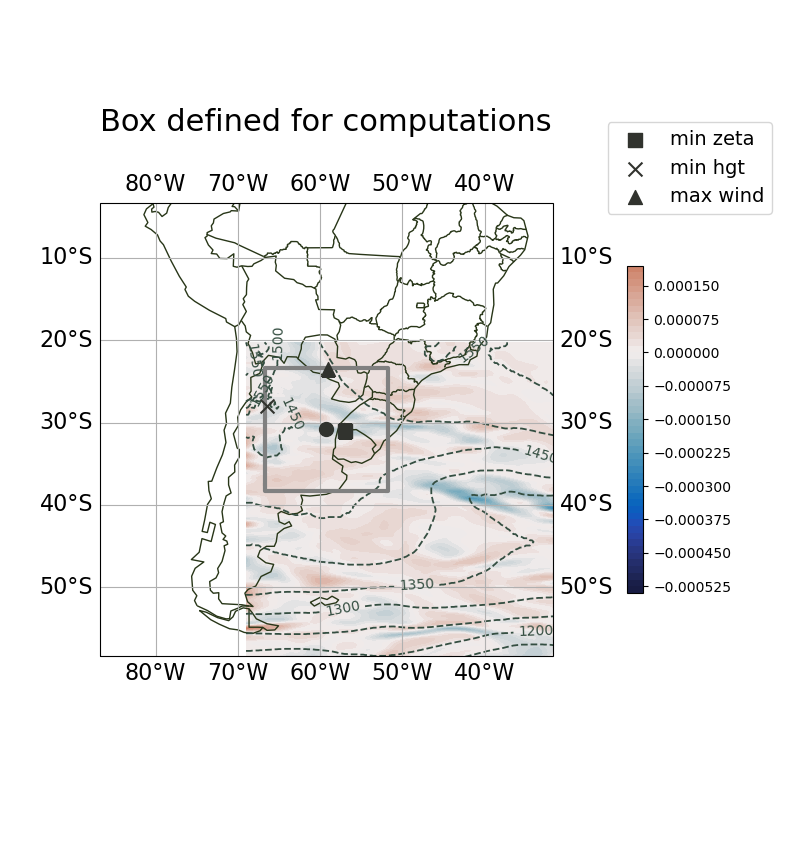 Box defined for computations
min zeta
min hgt
max wind
80°W 70°W 60°W 50°W 40°W
10°S 10°S
20°S 20°S
30°S 30°S
40°S 40°S
50°S 50°S
1500
1450
1450
1350
1300
1200
80°W 70°W 60°W 50°W 40°W
0.000150
0.000075
0.000000
−0.000075
−0.000150
−0.000225
−0.000300
−0.000375
−0.000450
−0.000525